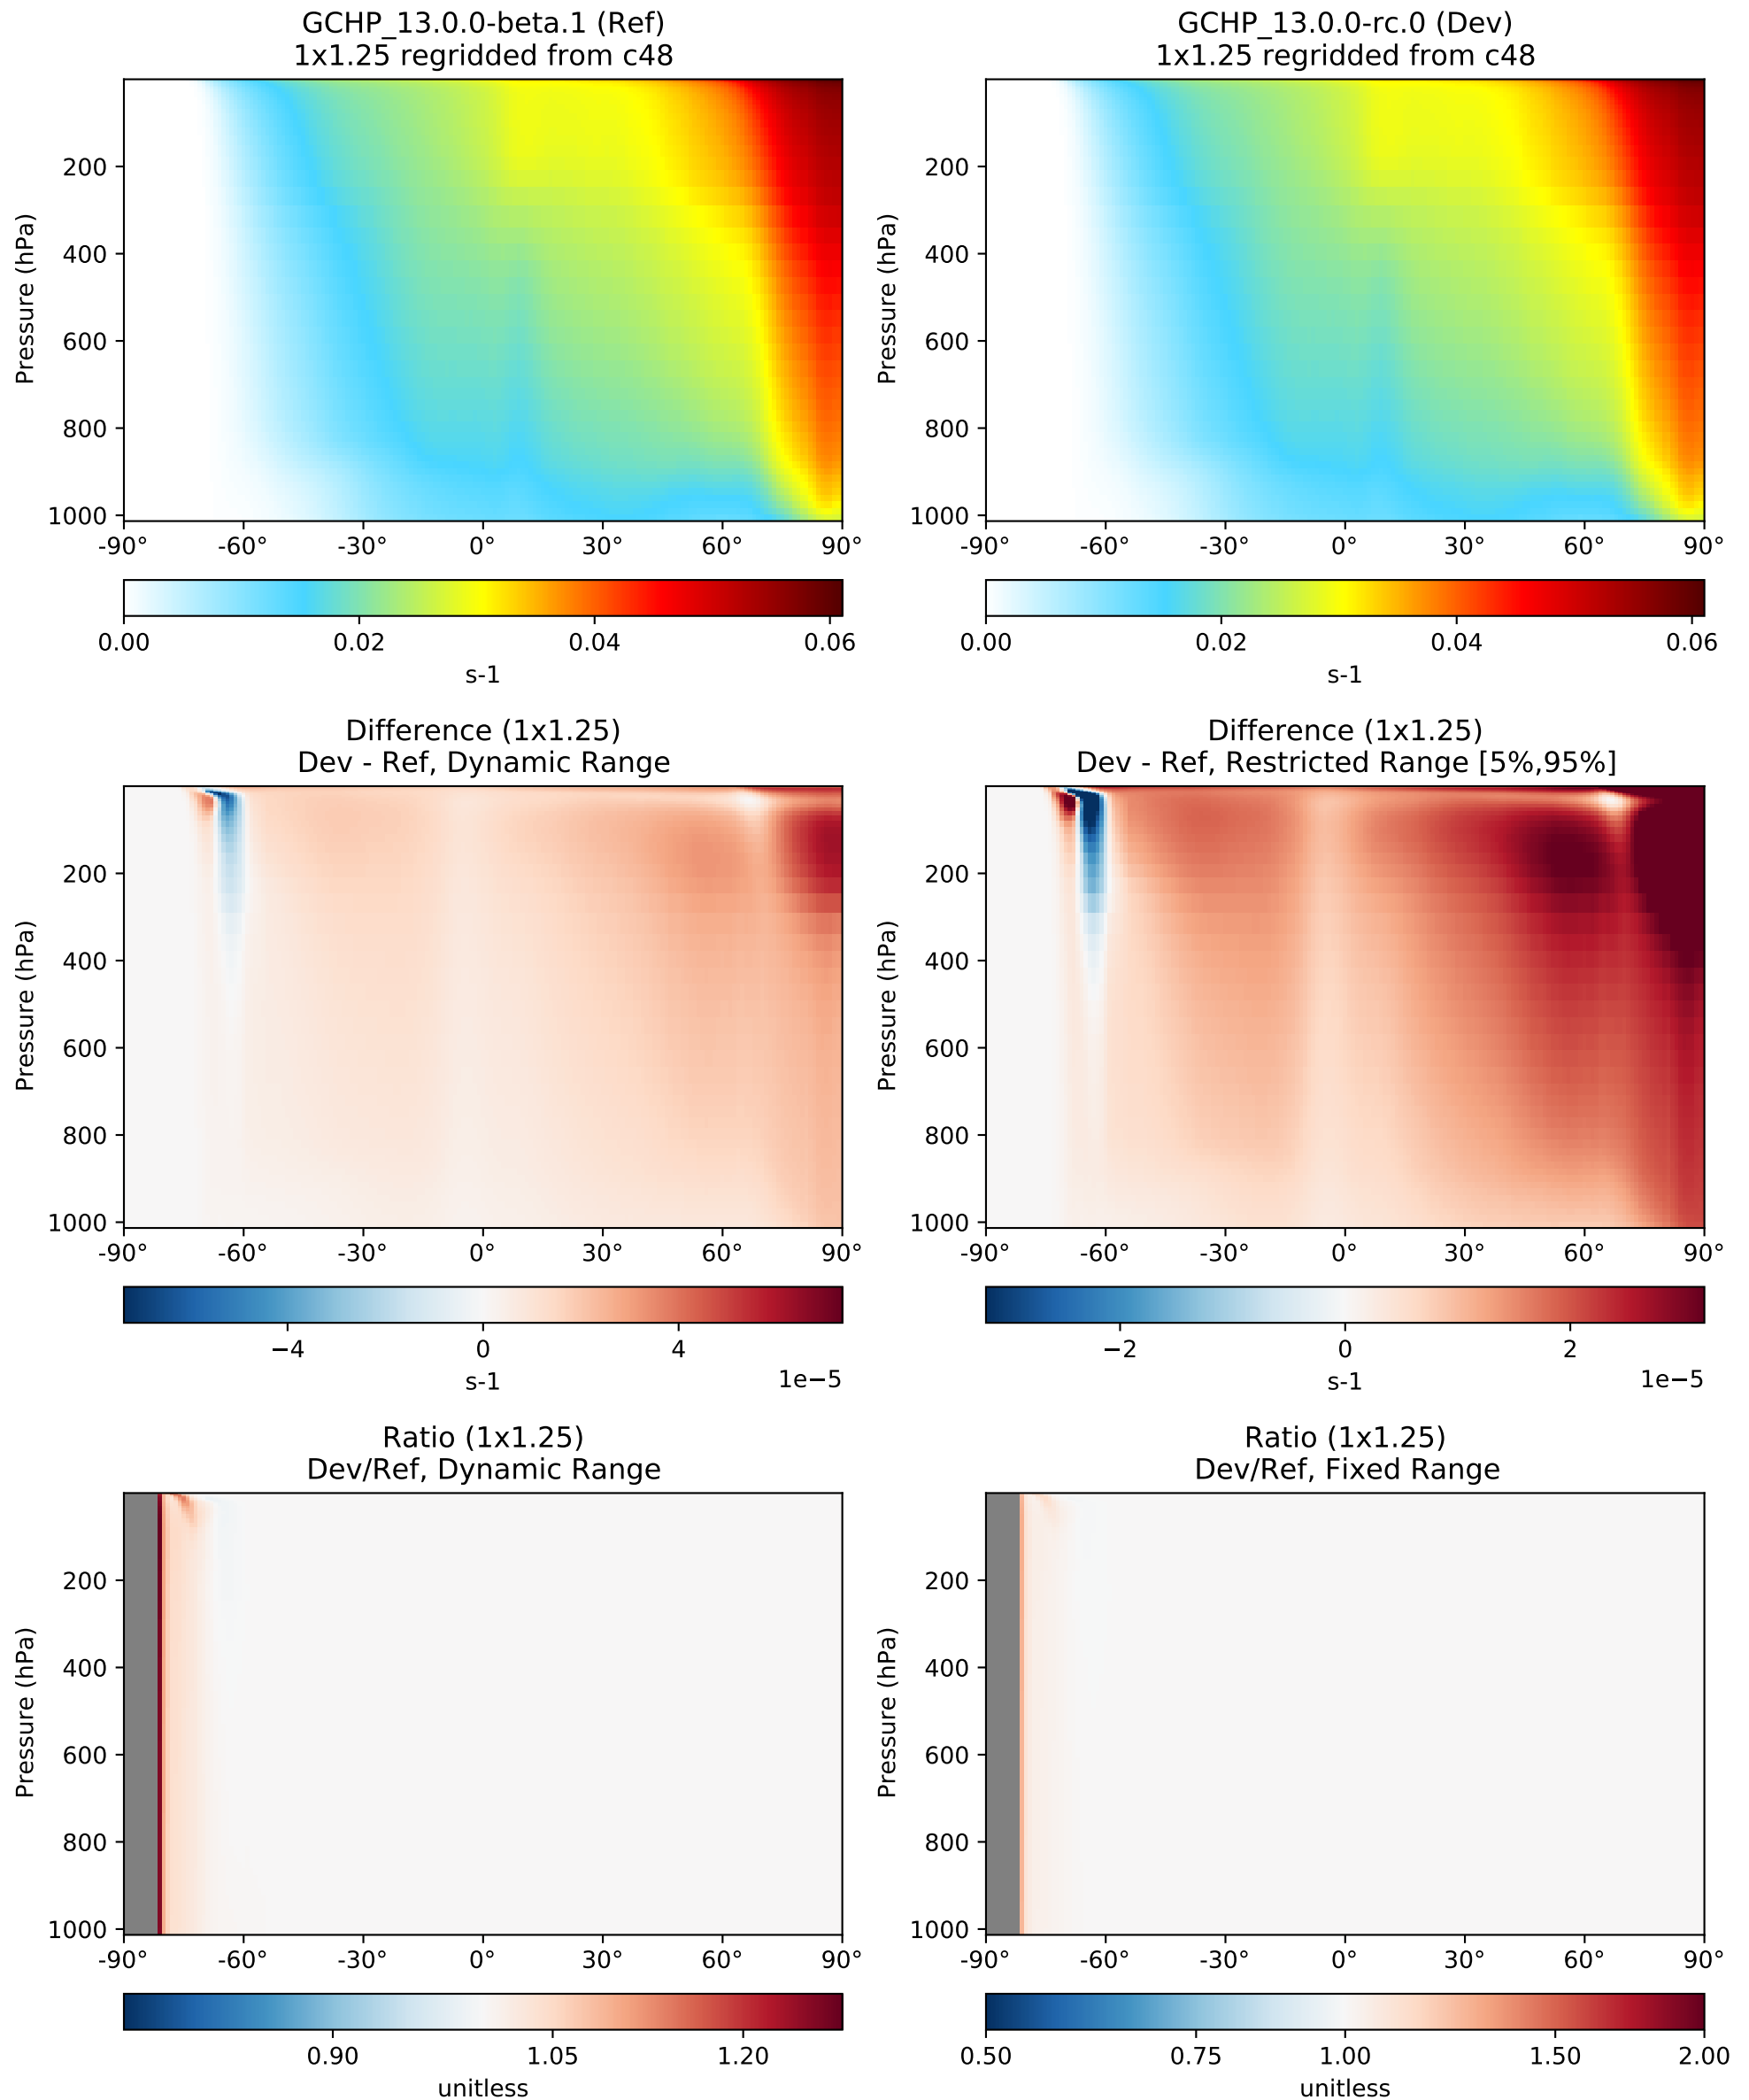 GCHP_13.0.0-beta.1 (Ref)
1x1.25 regridded from c48
Pressure (hPa)
200
400
600
800
1000
-90° -60° -30° 0° 30° 60° 90°
0.00 0.02 0.04 0.06
s-1
GCHP_13.0.0-rc.0 (Dev)
1x1.25 regridded from c48
Pressure (hPa)
200
400
600
800
1000
-90° -60° -30° 0° 30° 60° 90°
0.00 0.02 0.04 0.06
s-1
Difference (1x1.25)
Dev - Ref, Dynamic Range
Pressure (hPa)
200
400
600
800
1000
-90° -60° -30° 0° 30° 60° 90°
−4 0 4
s-1 1e−5
Difference (1x1.25)
Dev - Ref, Restricted Range [5%,95%]
Pressure (hPa)
200
400
600
800
1000
-90° -60° -30° 0° 30° 60° 90°
−2 0 2
s-1 1e−5
Ratio (1x1.25)
Dev/Ref, Dynamic Range
Pressure (hPa)
200
400
600
800
1000
-90° -60° -30° 0° 30° 60° 90°
0.90 1.05 1.20
unitless
Ratio (1x1.25)
Dev/Ref, Fixed Range
Pressure (hPa)
200
400
600
800
1000
-90° -60° -30° 0° 30° 60° 90°
0.50 0.75 1.00 1.50 2.00
unitless